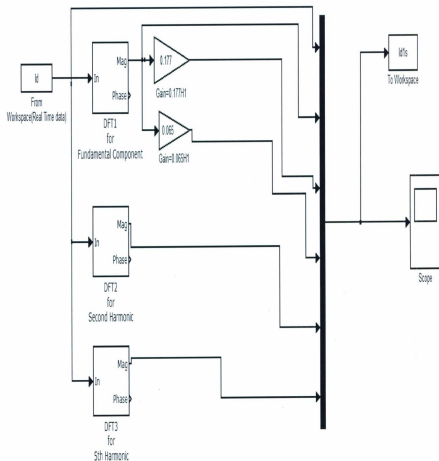 Id
From
Workspace(Real Time data)
In
Mag
Phase
DFT1
for
Fundamental Component
0.177
Gain=0.177H1
0.065
Gain=0.065H1
In
Mag
Phase
DFT2
for
Second Harmonic
In
Mag
Phase
DFT3
for
5th Harmonic
Id1s
To Workspace
Scope